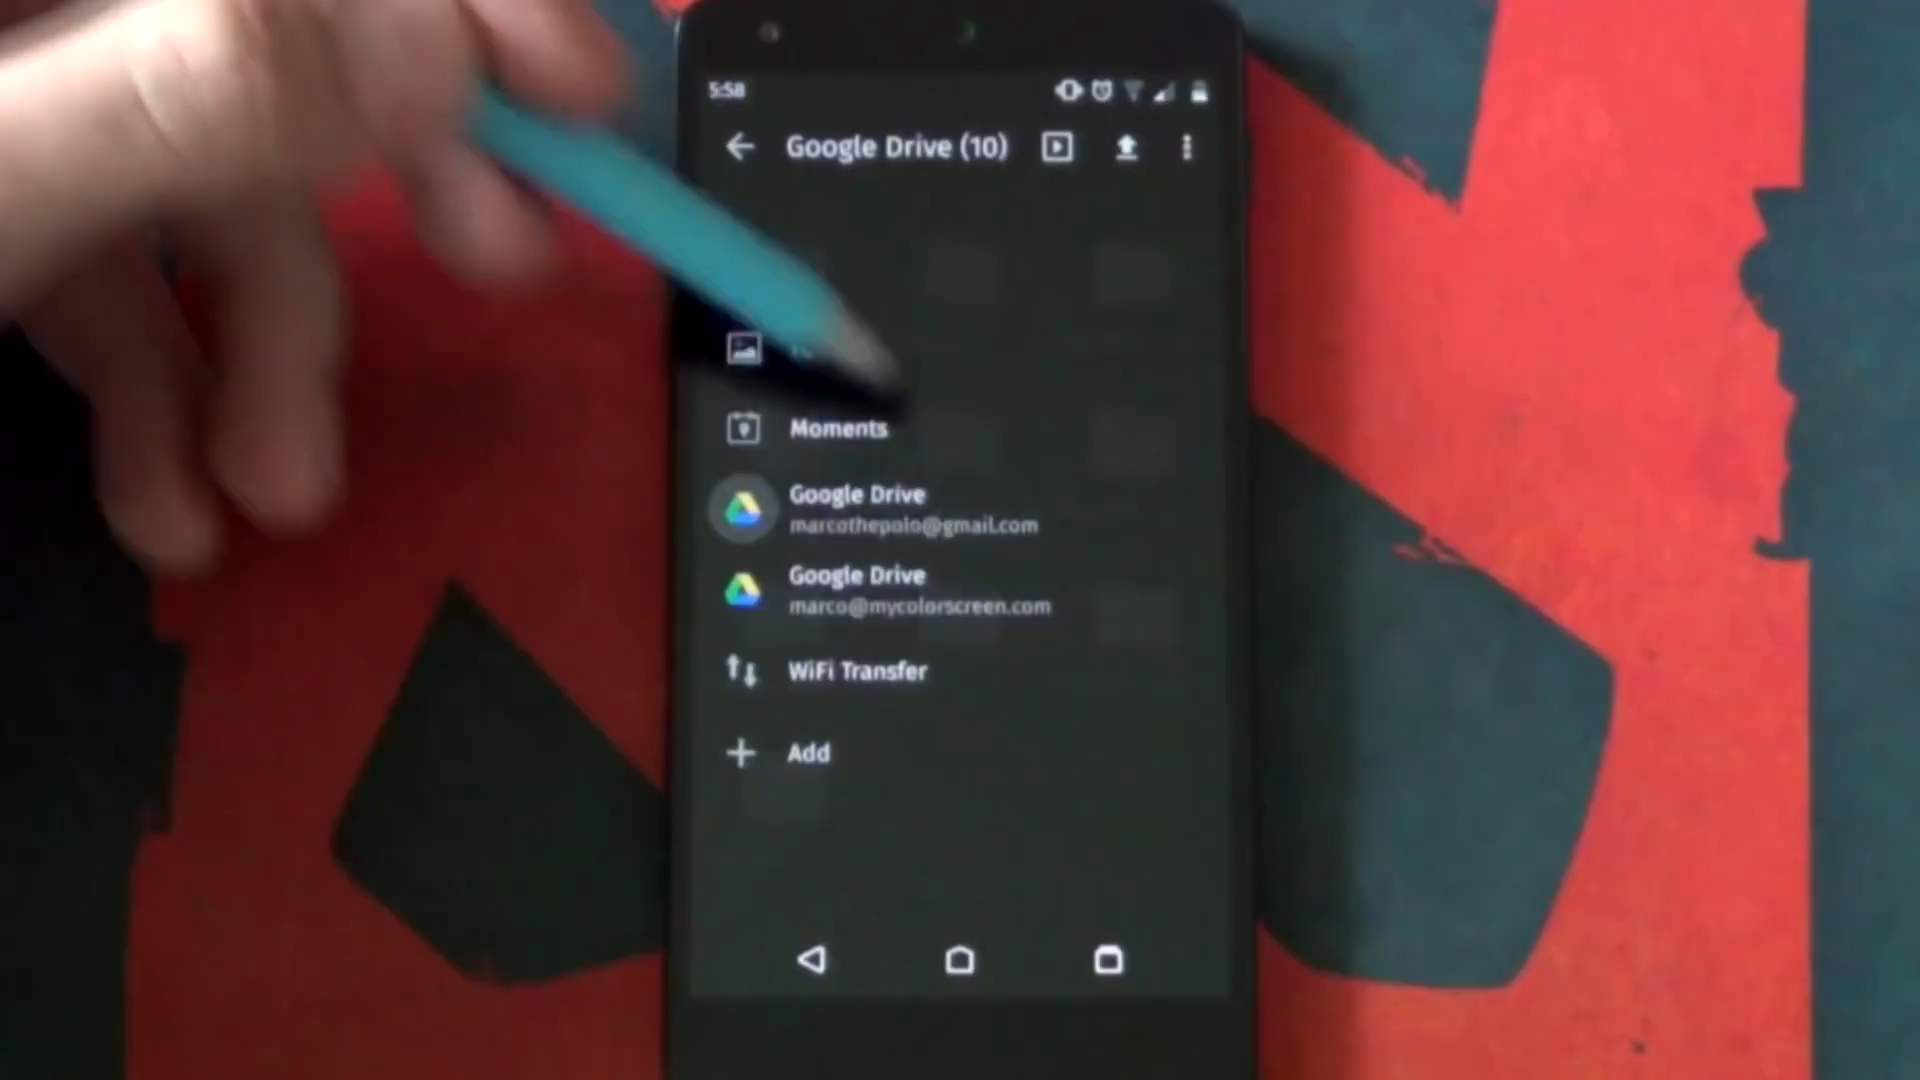 5:58
Google Drive (10)
Moments
Google Drive
marcothepolo@gmail.com
Google Drive
marco@mycolorscreen.com
WiFi Transfer
Add